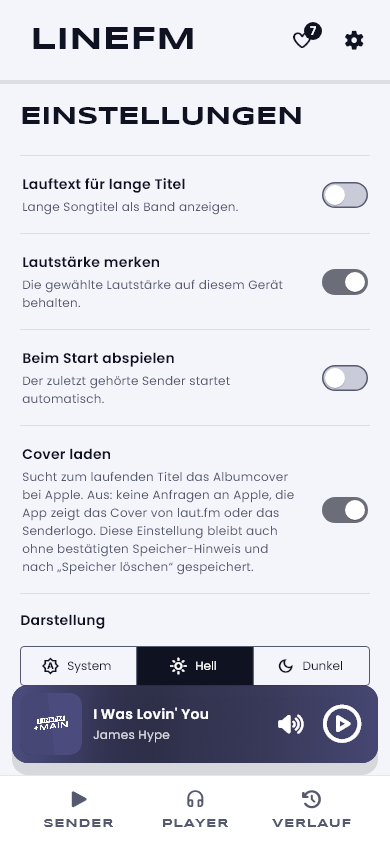 LINEFM
7
EINSTELLUNGEN
Lauftext für lange Titel
Lange Songtitel als Band anzeigen.
Lautstärke merken
Die gewählte Lautstärke auf diesem Gerät
behalten.
Beim Start abspielen
Der zuletzt gehörte Sender startet
automatisch.
Cover laden
Sucht zum laufenden Titel das Albumcover
bei Apple. Aus: keine Anfragen an Apple, die
App zeigt das Cover von laut.fm oder das
Senderlogo. Diese Einstellung bleibt auch
ohne bestätigten Speicher-Hinweis und
nach „Speicher löschen“ gespeichert.
Darstellung
System Hell Dunkel
LINEFM
MAIN
I Was Lovin' You
James Hype
SENDER PLAYER VERLAUF